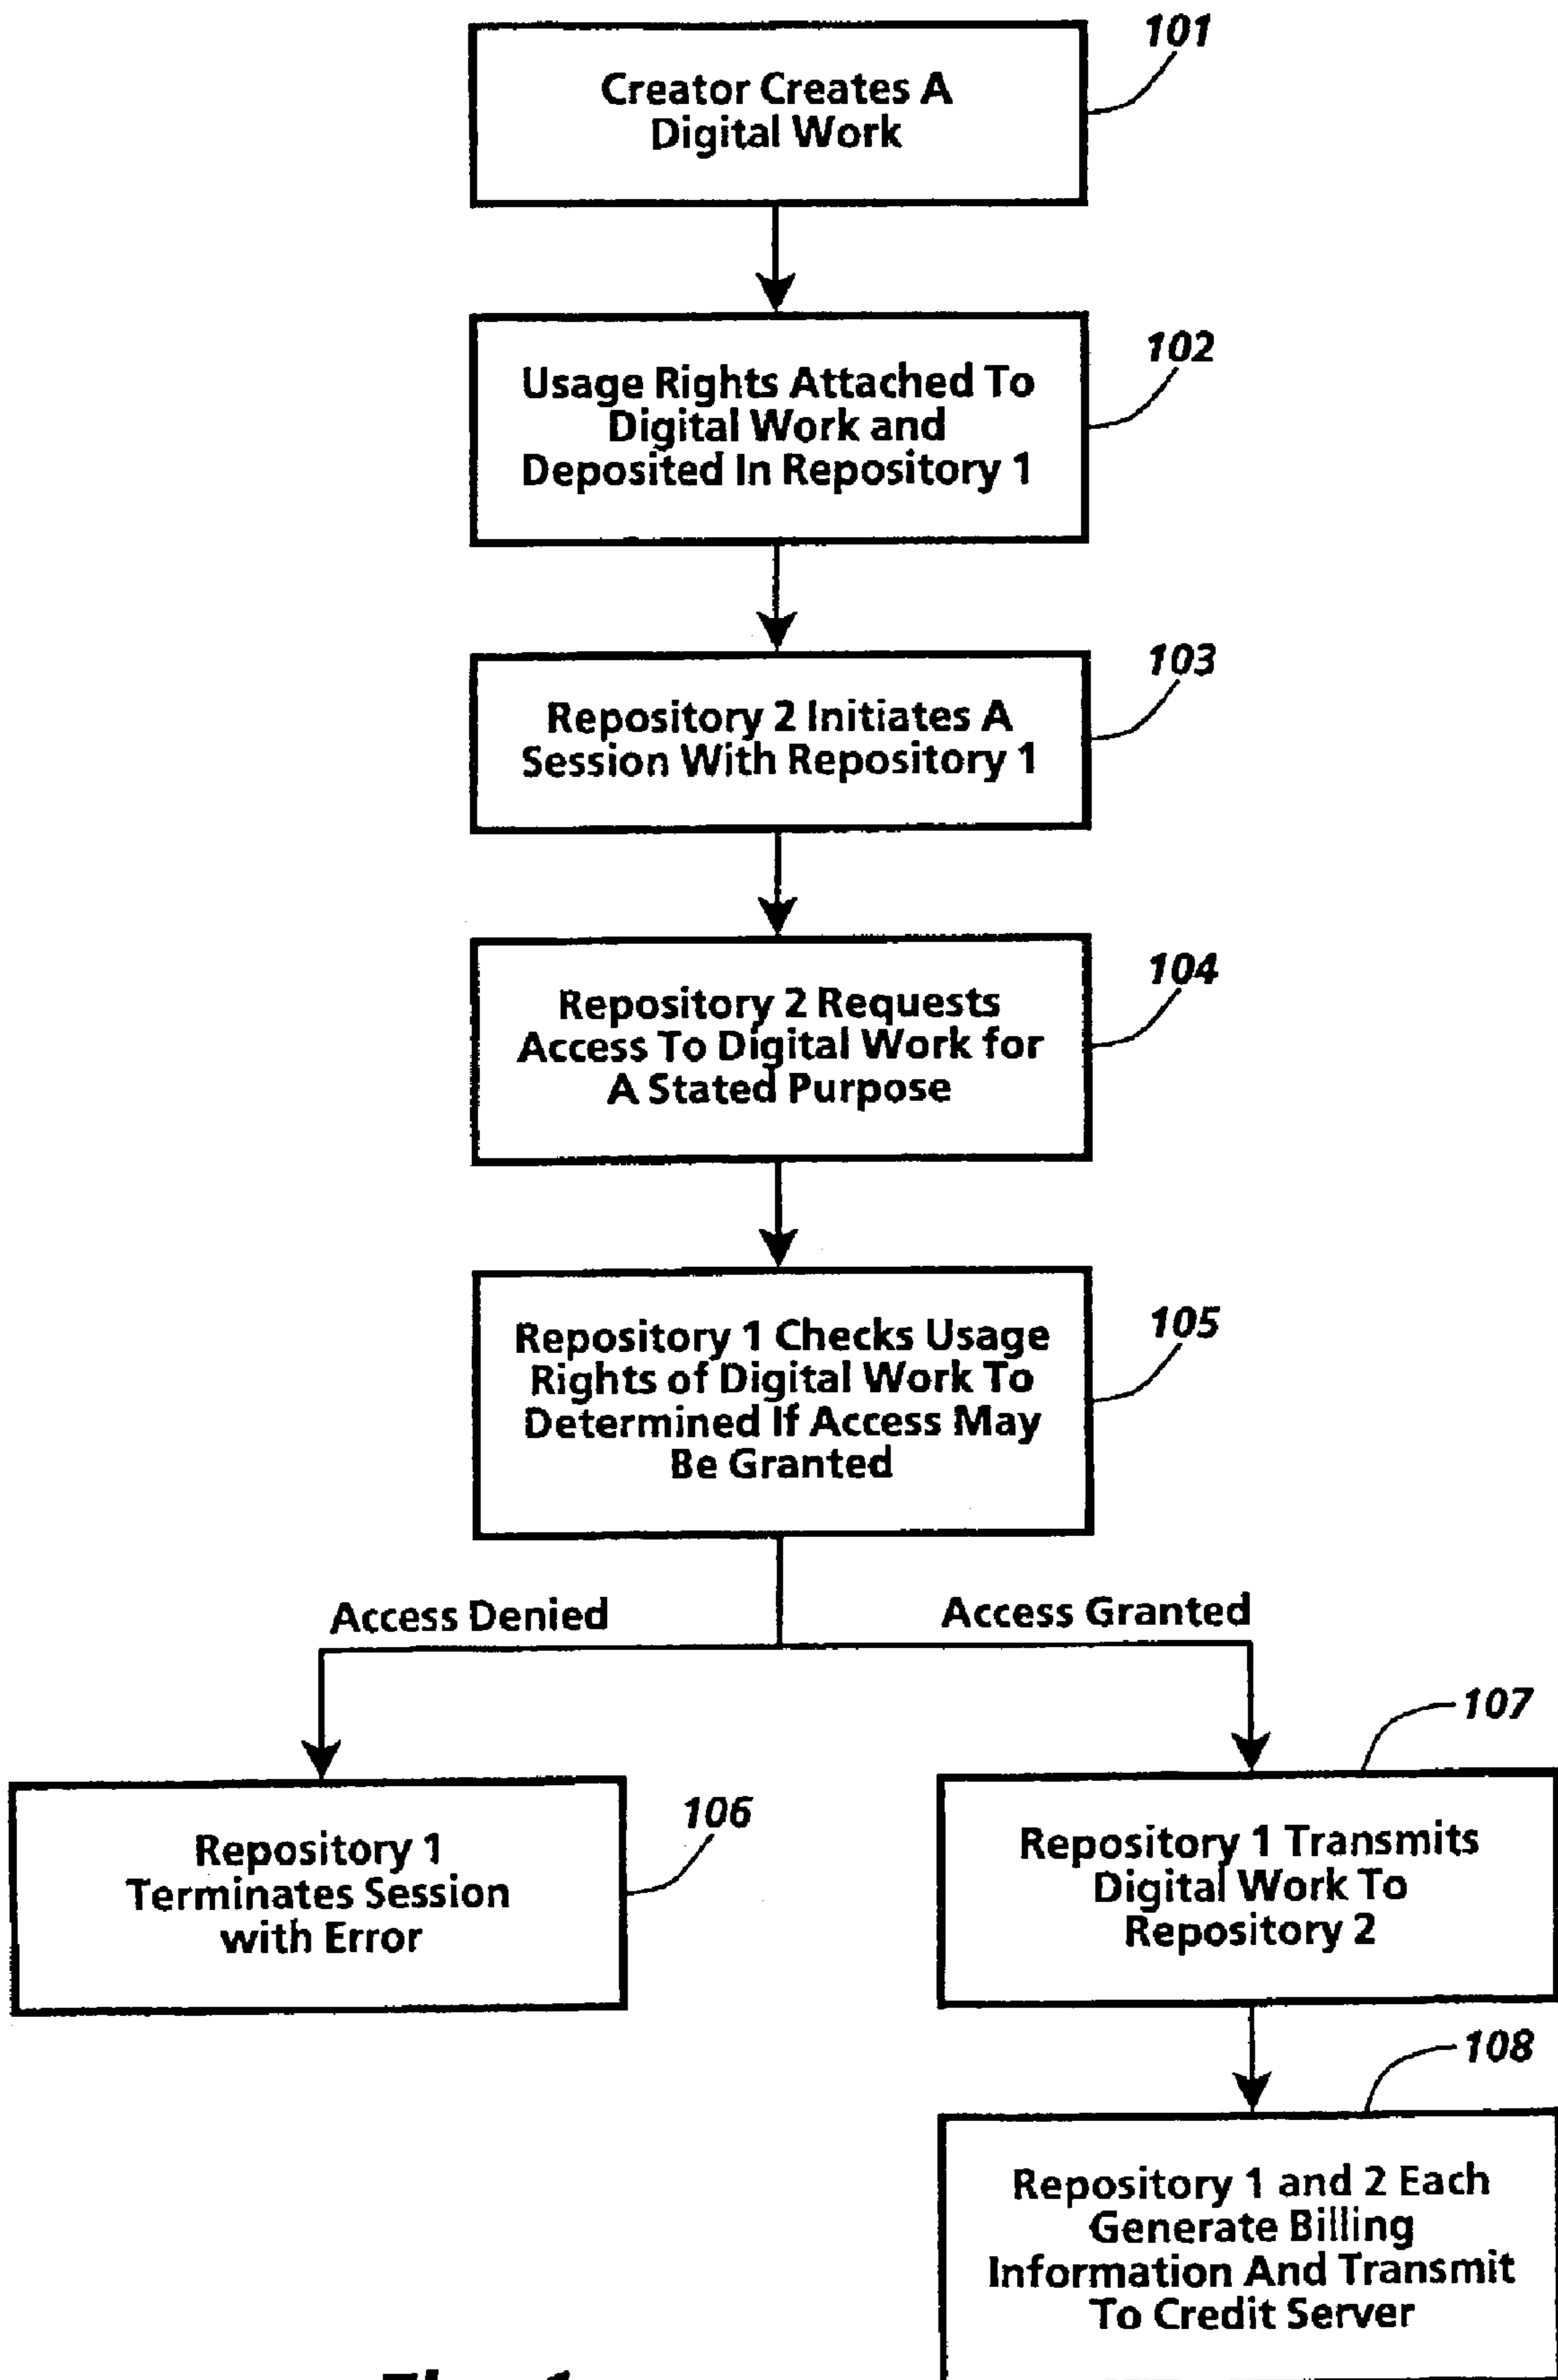 101
Creator Creates A
Digital Work
102
Usage Rights Attached To
Digital Work and
Deposited In Repository 1
103
Repository 2 Initiates A
Session With Repository 1
104
Repository 2 Requests
Access To Digital Work for
A Stated Purpose
105
Repository 1 Checks Usage
Rights of Digital Work To
Determined If Access May
Be Granted
Access Denied
Access Granted
107
106
Repository 1
Terminates Session
with Error
Repository 1 Transmits
Digital Work To
Repository 2
108
Repository 1 and 2 Each
Generate Billing
Information And Transmit
To Credit Server